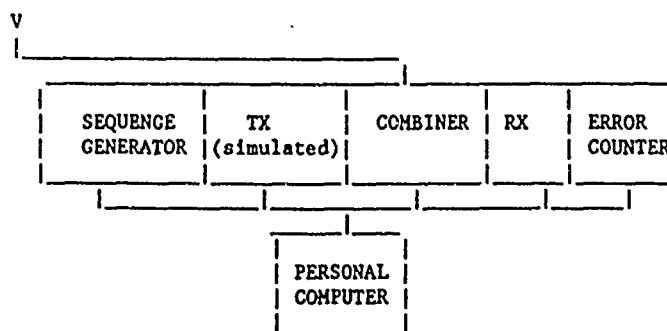 V
SEQUENCE TX COMBINER RX ERROR
GENERATOR (simulated) COUNTER
PERSONAL
COMPUTER